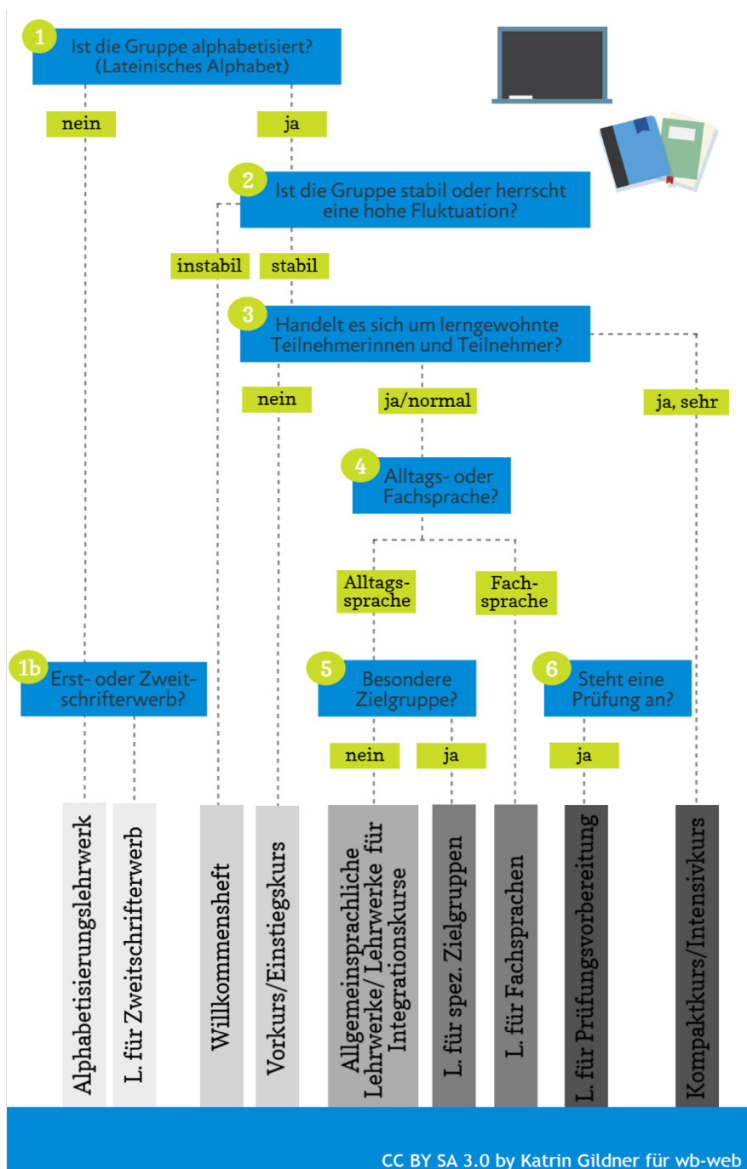 1
Ist die Gruppe alphabetisiert?
(Lateinisches Alphabet)
nein
ja
2
Ist die Gruppe stabil oder herrscht
eine hohe Fluktuation?
instabil
stabil
3
Handelt es sich um lerngewohnte
Teilnehmerinnen und Teilnehmer?
nein
ja/normal
ja, sehr
4
Alltags- oder
Fachsprache?
Alltags-
sprache
Fach-
sprache
1b
Erst- oder Zweit-
schrifterwerb?
5
Besondere
Zielgruppe?
6
Steht eine
Prüfung an?
nein
ja
ja
Alphabetisierungslehrwerk
L. für Zweitschrifterwerb
Willkommensheft
Vorkurs/Einstiegskurs
Allgemeinsprachliche
Lehrwerke/ Lehrwerke für
Integrationskurse
L. für spez. Zielgruppen
L. für Fachsprachen
L. für Prüfungsvorbereitung
Kompaktkurs/Intensivkurs
CC BY SA 3.0 by Katrin Gildner für wb-web